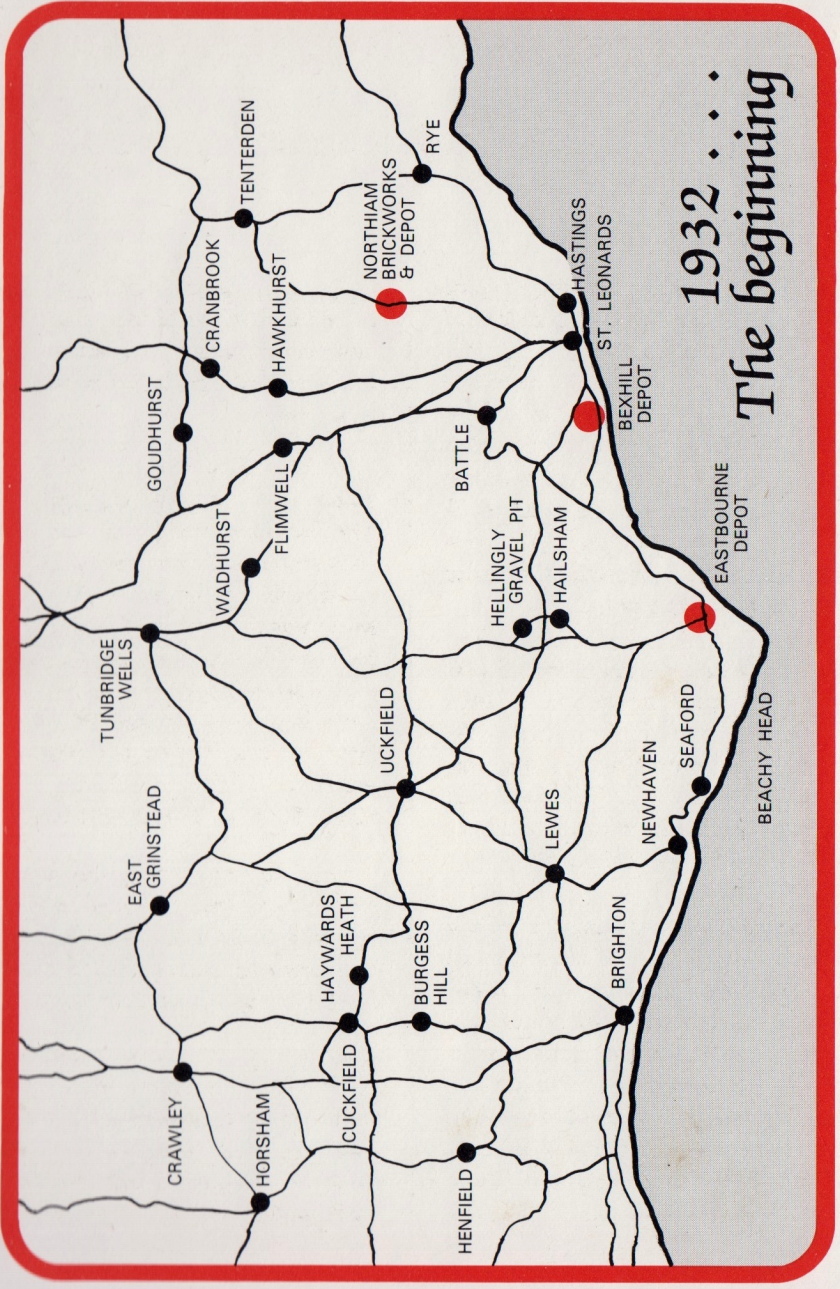 CRAWLEY
HORSHAM
EAST
GRINSTEAD
TUNBRIDGE
WELLS
WADHURST
FLIMWELL
GOUDHURST
CRANBROOK
HAWKHURST
TENTERDEN
NORTHIAM
BRICKWORKS
& DEPOT
RYE
HAYWARDS
HEATH
CUCKFIELD
BURGESS
HILL
HENFIELD
UCKFIELD
HELLINGLY
GRAVEL PIT
HAILSHAM
BATTLE
HASTINGS
ST. LEONARDS
BEXHILL
DEPOT
LEWES
BRIGHTON
NEWHAVEN
SEAFORD
EASTBOURNE
DEPOT
BEACHY HEAD
1932 ....
The beginning